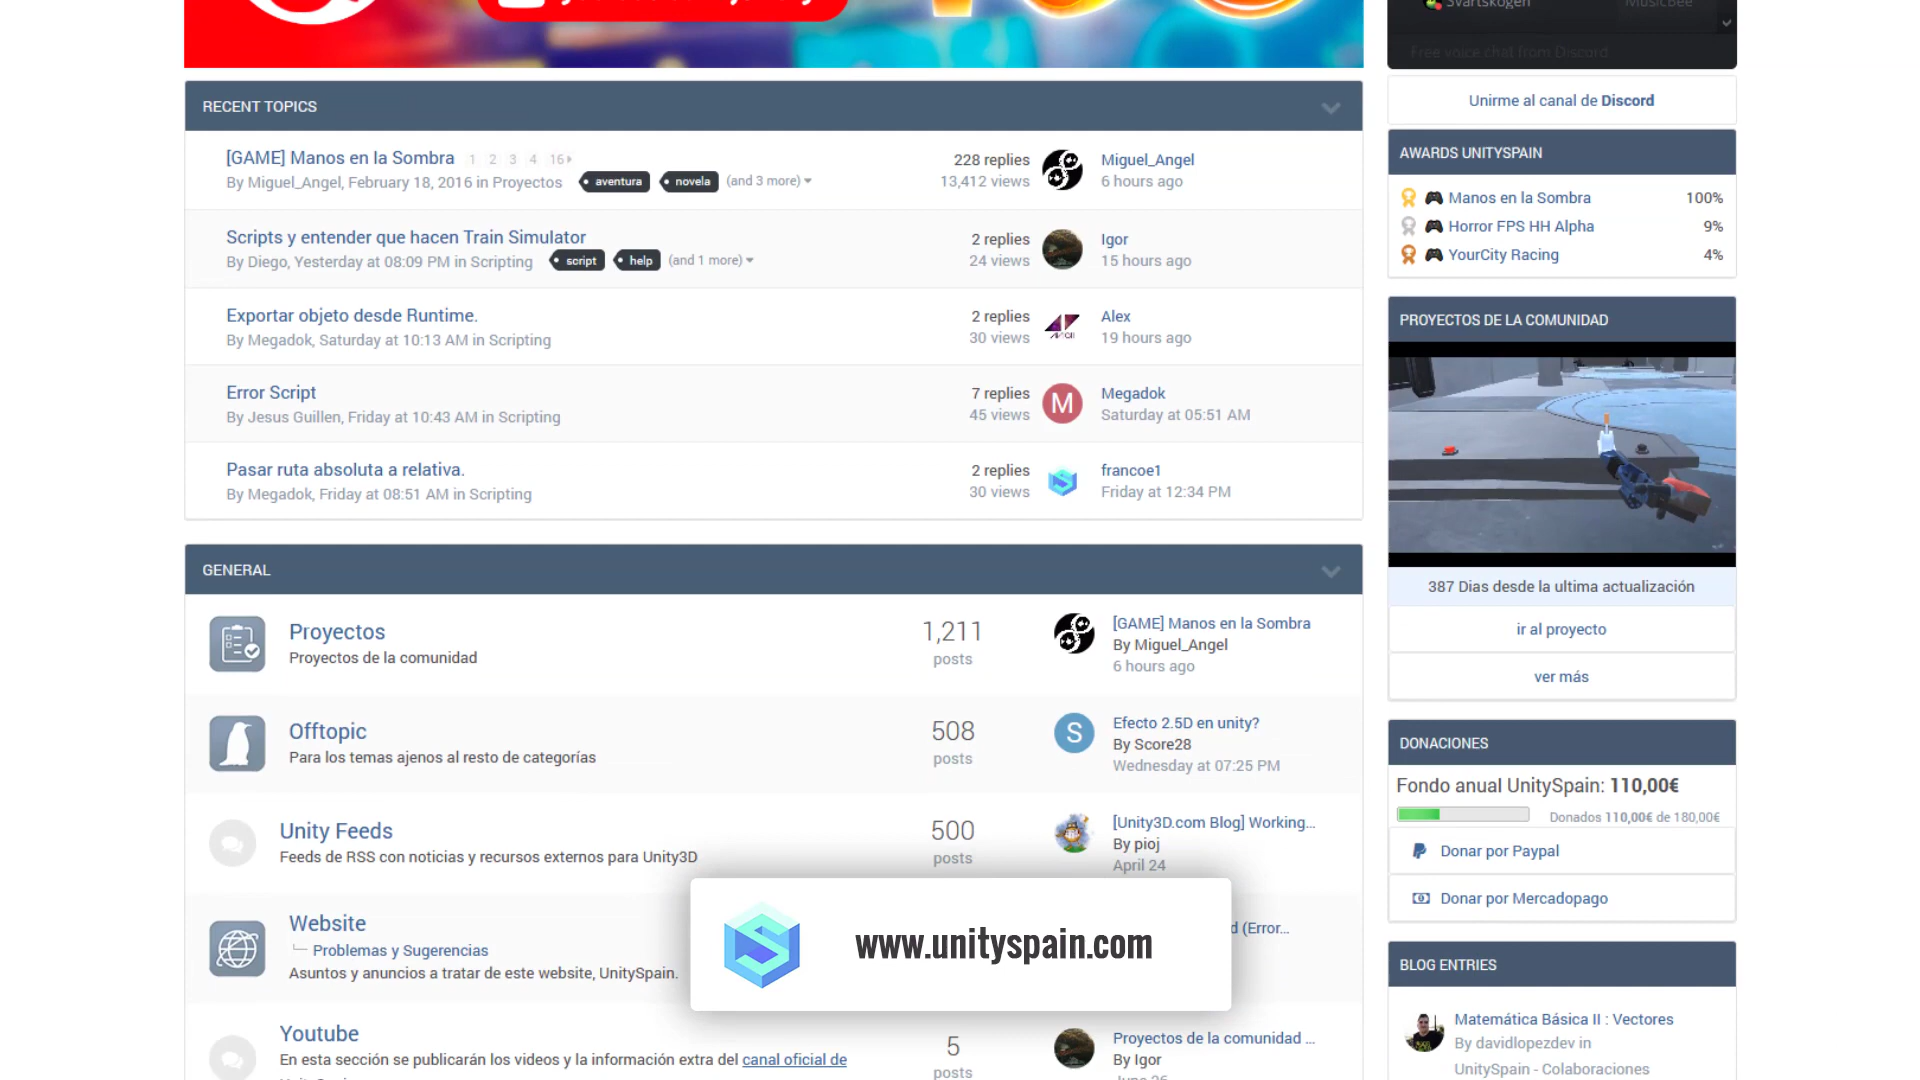 Svartskogen MusicBee
Free voice chat from Discord
Unirme al canal de Discord
RECENT TOPICS
[GAME] Manos en la Sombra 1 2 3 4 16
By Miguel_Angel, February 18, 2016 in Proyectos aventura novela (and 3 more)
228 replies
13,412 views
Miguel_Angel
6 hours ago
Scripts y entender que hacen Train Simulator
By Diego, Yesterday at 08:09 PM in Scripting script help (and 1 more)
2 replies
24 views
Igor
15 hours ago
Exportar objeto desde Runtime.
By Megadok, Saturday at 10:13 AM in Scripting
2 replies
30 views
Alex
19 hours ago
Error Script
By Jesus Guillen, Friday at 10:43 AM in Scripting
7 replies
45 views
M
Megadok
Saturday at 05:51 AM
Pasar ruta absoluta a relativa.
By Megadok, Friday at 08:51 AM in Scripting
2 replies
30 views
francoe1
Friday at 12:34 PM
GENERAL
Proyectos
Proyectos de la comunidad
1,211
posts
[GAME] Manos en la Sombra
By Miguel_Angel
6 hours ago
Offtopic
Para los temas ajenos al resto de categorías
508
posts
S
Efecto 2.5D en unity?
By Score28
Wednesday at 07:25 PM
Unity Feeds
Feeds de RSS con noticias y recursos externos para Unity3D
500
posts
[Unity3D.com Blog] Working...
By pioj
April 24
Website
Problemas y Sugerencias
Asuntos y anuncios a tratar de este website, UnitySpain.
d (Error...
www.unityspain.com
Youtube
En esta sección se publicarán los videos y la información extra del canal oficial de
5
posts
Proyectos de la comunidad ...
By Igor
AWARDS UNITYSPAIN
Manos en la Sombra 100%
Horror FPS HH Alpha 9%
YourCity Racing 4%
PROYECTOS DE LA COMUNIDAD
387 Dias desde la ultima actualización
ir al proyecto
ver más
DONACIONES
Fondo anual UnitySpain: 110,00€
Donados 110,00€ de 180,00€
Donar por Paypal
Donar por Mercadopago
BLOG ENTRIES
Matemática Básica II : Vectores
By davidlopezdev in
UnitySpain - Colaboraciones